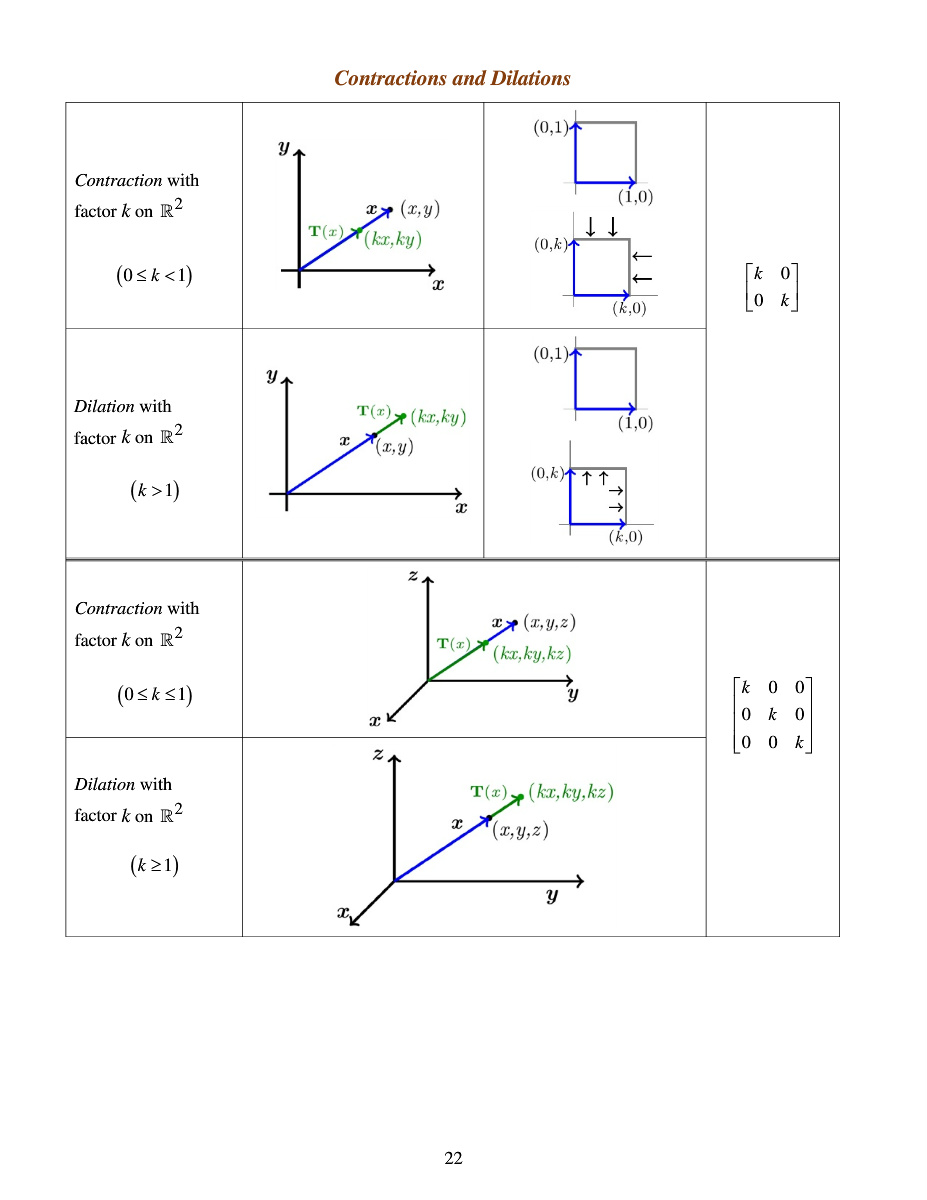 Contractions and Dilations
Contraction with
factor k on ℝ²
(0 ≤ k < 1)
y
x (x,y)
T(x) (kx,ky)
x
(0,1)
(1,0)
(0,k)
(k,0)
[k 0]
[0 k]
Dilation with
factor k on ℝ²
(k > 1)
y
T(x) (kx,ky)
x (x,y)
x
(0,1)
(1,0)
(0,k)
(k,0)
Contraction with
factor k on ℝ²
(0 ≤ k ≤ 1)
z
x (x,y,z)
T(x) (kx,ky,kz)
y
x
[k 0 0]
[0 k 0]
[0 0 k]
Dilation with
factor k on ℝ²
(k ≥ 1)
z
T(x) (kx,ky,kz)
x (x,y,z)
y
x
22